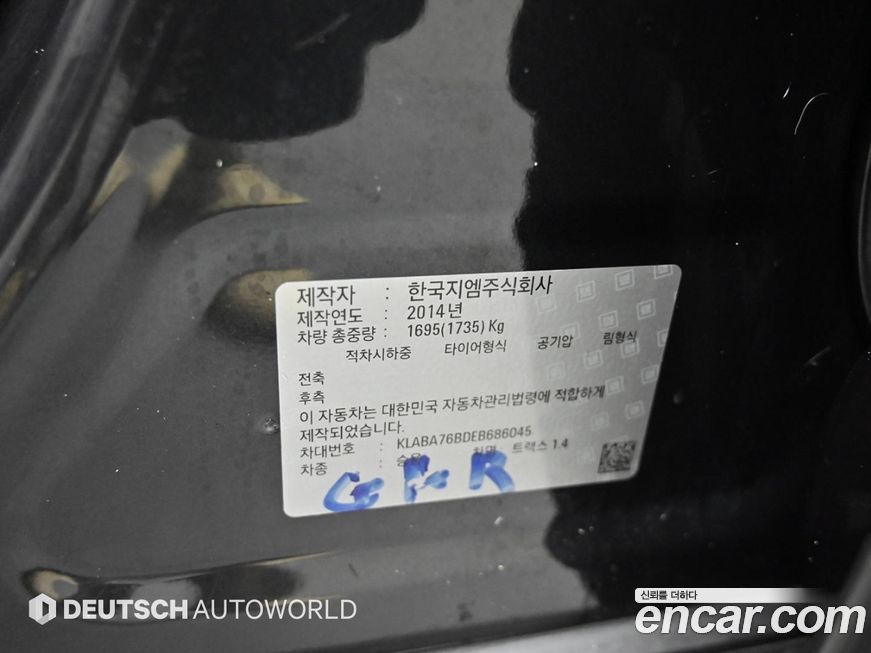 제작자 : 한국지엠주식회사
제작연도 : 2014년
차량 총중량 : 1695(1735) Kg
적차시하중 타이어형식 공기압 림형식
전축
후축
이 자동차는 대한민국 자동차관리법령에 적합하게
제작되었습니다.
차대번호 : KLABA76BDEB686045
차종 : 승용 차명 : 트랙스 1.4
GPR
DEUTSCH AUTOWORLD
신뢰를 더하다
encar.com